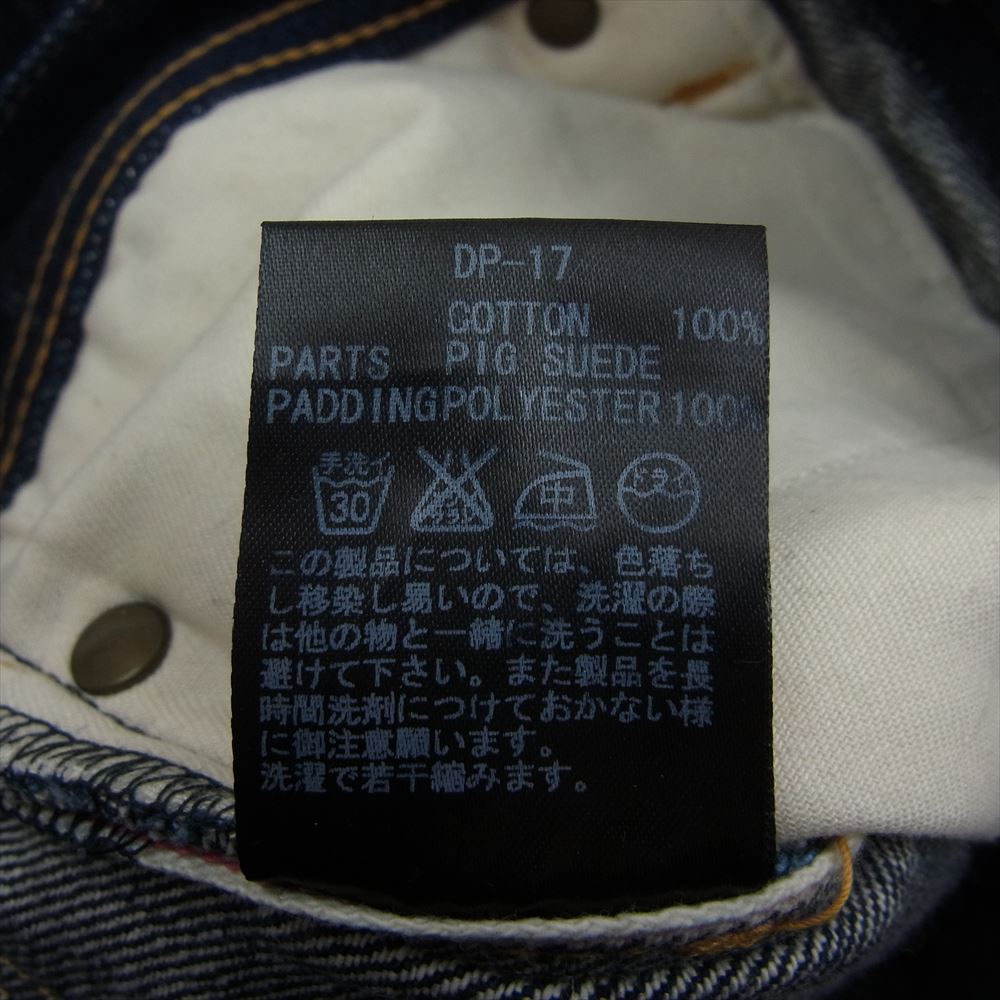 DP-17
COTTON 100%
PARTS PIG SUEDE
PADDING POLYESTER 100%
手洗イ 30 中
この製品については、色落ち
し移染し易いので、洗濯の際
は他の物と一緒に洗うことは
避けて下さい。また製品を長
時間洗剤につけておかない様
に御注意願います。
洗濯で若干縮みます。